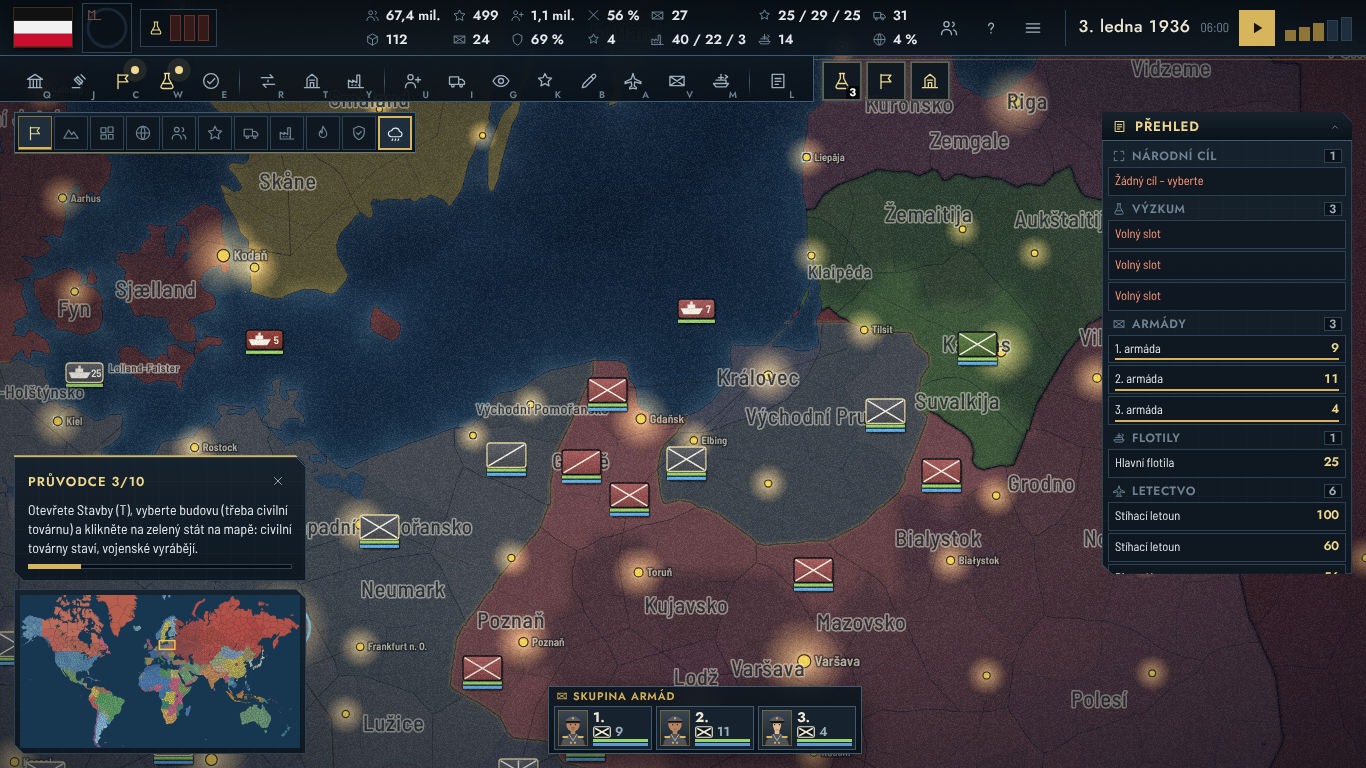 67,4 mil. 499 1,1 mil. 56 % 27 25 / 29 / 25 31
112 24 69 % 4 40 / 22 / 3 14 4 %
? 3. ledna 1936 06:00
Q J C W E R T Y U I G K B A V M L 3
Vidzeme
Kuronsko
Riga
Zemgale
Liepāja
Skåne
Aarhus
Žemaitija
Kodaň
Klaipėda
Sjælland
Fyn
7
Tilsit
5
25
Lolland-Falster
-Holštýnsko
Královec
Suvalkija
Východní
Gdaňsk
Elbing
Kiel
Rostock
Grodno
Bialystok
Białystok
Neumark
Toruň
Kujavsko
Poznaň
Poznaň
Mazovsko
Frankfurt n. O.
Varšava
Varšava
Lodž
Polesí
Lužice
PŘEHLED
NÁRODNÍ CÍL 1
Žádný cíl – vyberte
VÝZKUM 3
Volný slot
Volný slot
Volný slot
ARMÁDY 3
1. armáda 9
2. armáda 11
3. armáda 4
FLOTILY 1
Hlavní flotila 25
LETECTVO 6
Stíhací letoun 100
Stíhací letoun 60
PRŮVODCE 3/10
Otevřete Stavby (T), vyberte budovu (třeba civilní
továrnu) a klikněte na zelený stát na mapě: civilní
továrny staví, vojenské vyrábějí.
SKUPINA ARMÁD
1. 9
2. 11
3. 4